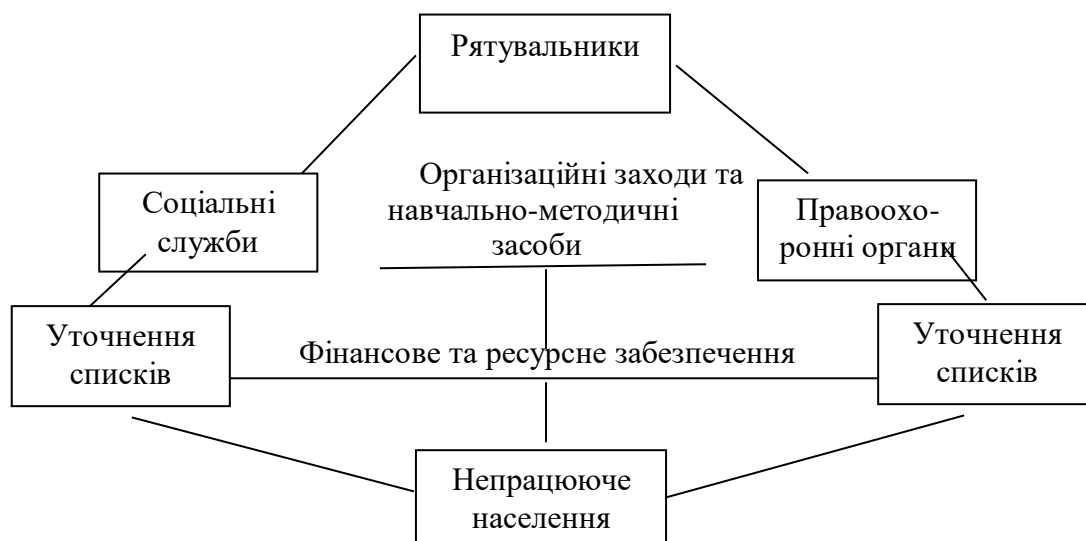 Рятувальники
Організаційні заходи та
навчально-методичні
засоби
Соціальні
служби
Правоохо-
ронні органи
Уточнення
списків
Фінансове та ресурсне забезпечення
Уточнення
списків
Непрацююче
населення